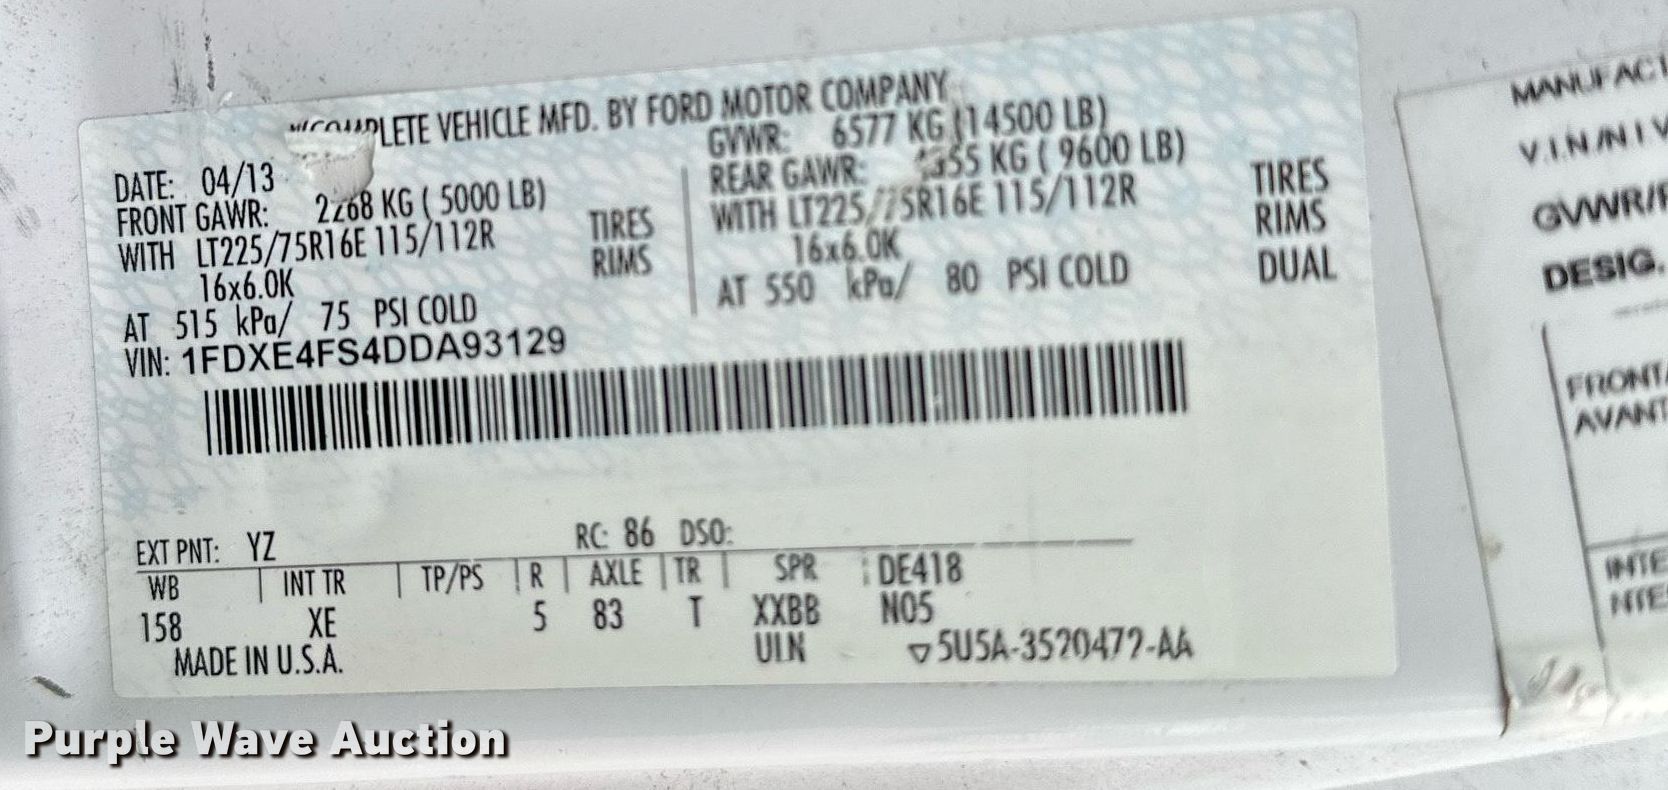 MFD. BY FORD MOTOR COMPANY
VEHICLE
DATE: 04/13
GVWR: 6577 KG (14500 LB)
FRONT GAWR: 2268 KG ( 5000 LB)
REAR GAWR: KG ( 9600 LB)
WITH LT225/75R16E 115/112R TIRES
16x6.0K RIMS
AT 515 kPa/ 75 PSI COLD
WITH LT225/75R16E 115/112R TIRES
16x6.0K RIMS
AT 550 kPa/ 80 PSI COLD DUAL
VIN: 1FDXE4FS4DDA93129
EXT PNT: YZ RC: 86 DSO:
WB INT TR TP/PS R AXLE TR SPR DE418
158 XE 5 83 T XXBB N05
MADE IN U.S.A. ULN ▽5U5A-3520472-AA
V.I.N/N I V
DESIG.
Purple Wave Auction